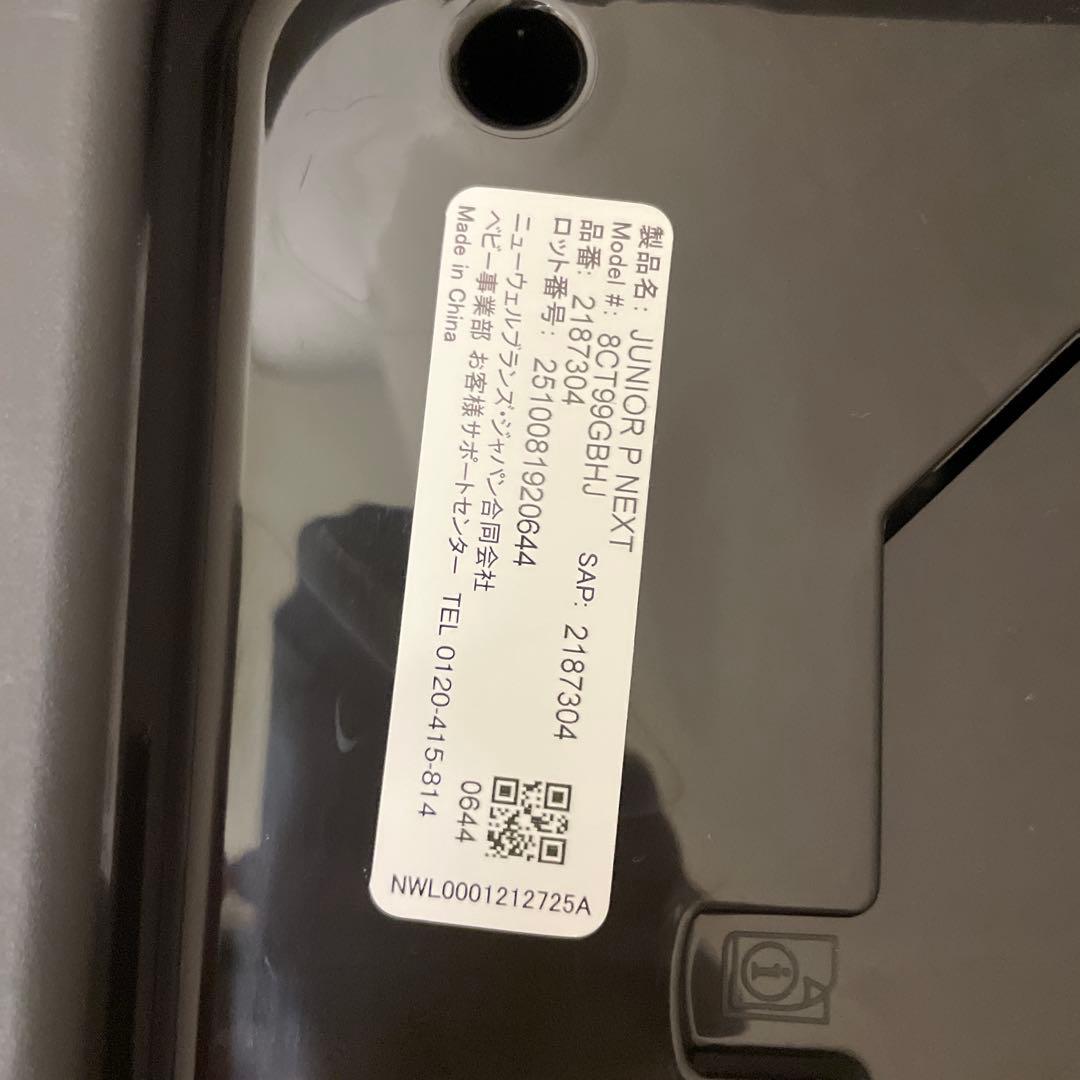 製品名: JUNIOR P NEXT
Model #: 8CT99GBHJ
品番: 2187304 SAP: 2187304
ロット番号: 2510081920644
ニューウェルブランズ・ジャパン合同会社
ベビー事業部 お客様サポートセンター TEL 0120-415-814
Made in China
0644
NWL0001212725A